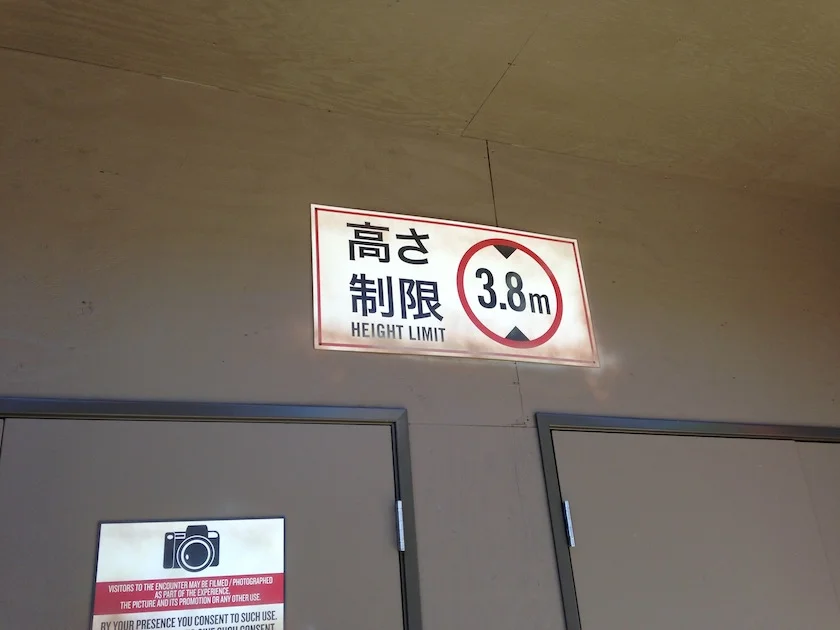 高さ
制限
HEIGHT LIMIT
3.8m
VISITORS TO THE ENCOUNTER MAY BE FILMED / PHOTOGRAPHED
AS PART OF THE EXPERIENCE.
THE PICTURE AND ITS PROMOTION OR ANY OTHER USE.
BY YOUR PRESENCE YOU CONSENT TO SUCH USE.
SUCH CONSENT